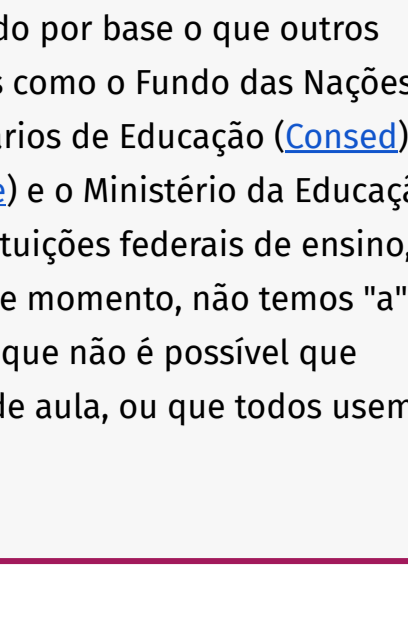 do por base o que outros
s como o Fundo das Nações
ários de Educação (Consed)
e) e o Ministério da Educaçã
tuições federais de ensino,
e momento, não temos "a"
que não é possível que
de aula, ou que todos usem